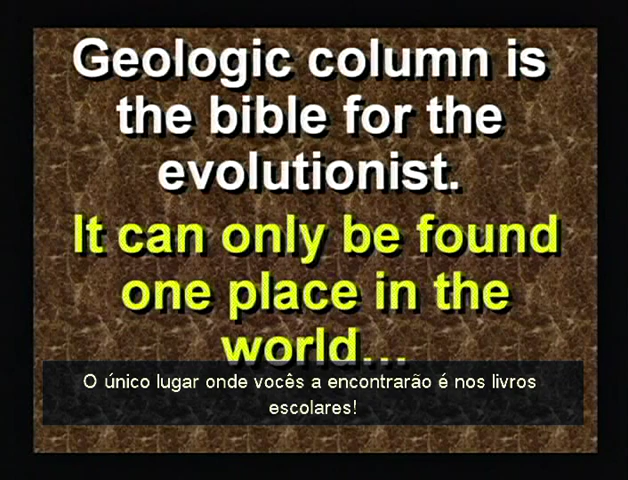 Geologic column is
the bible for the
evolutionist.
It can only be found
one place in the
world...
O único lugar onde vocês a encontrarão é nos livros
escolares!